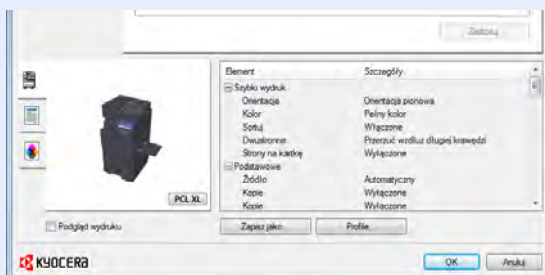 Zastosuj
Element Szczegóły
Szybki wydruk
Orientacja Orientacja pionowa
Kolor Pełny kolor
Sortuj Włączone
Dwustronne Przerzuć wzdłuż długiej krawędzi
Strony na kartkę Wyłączone
Podstawowe
Źródło Automatyczny
Kopie Wyłączone
Kopie Wyłączone
PCL XL
Podgląd wydruku Zapisz jako... Profile...
KYOCERA OK Anuluj